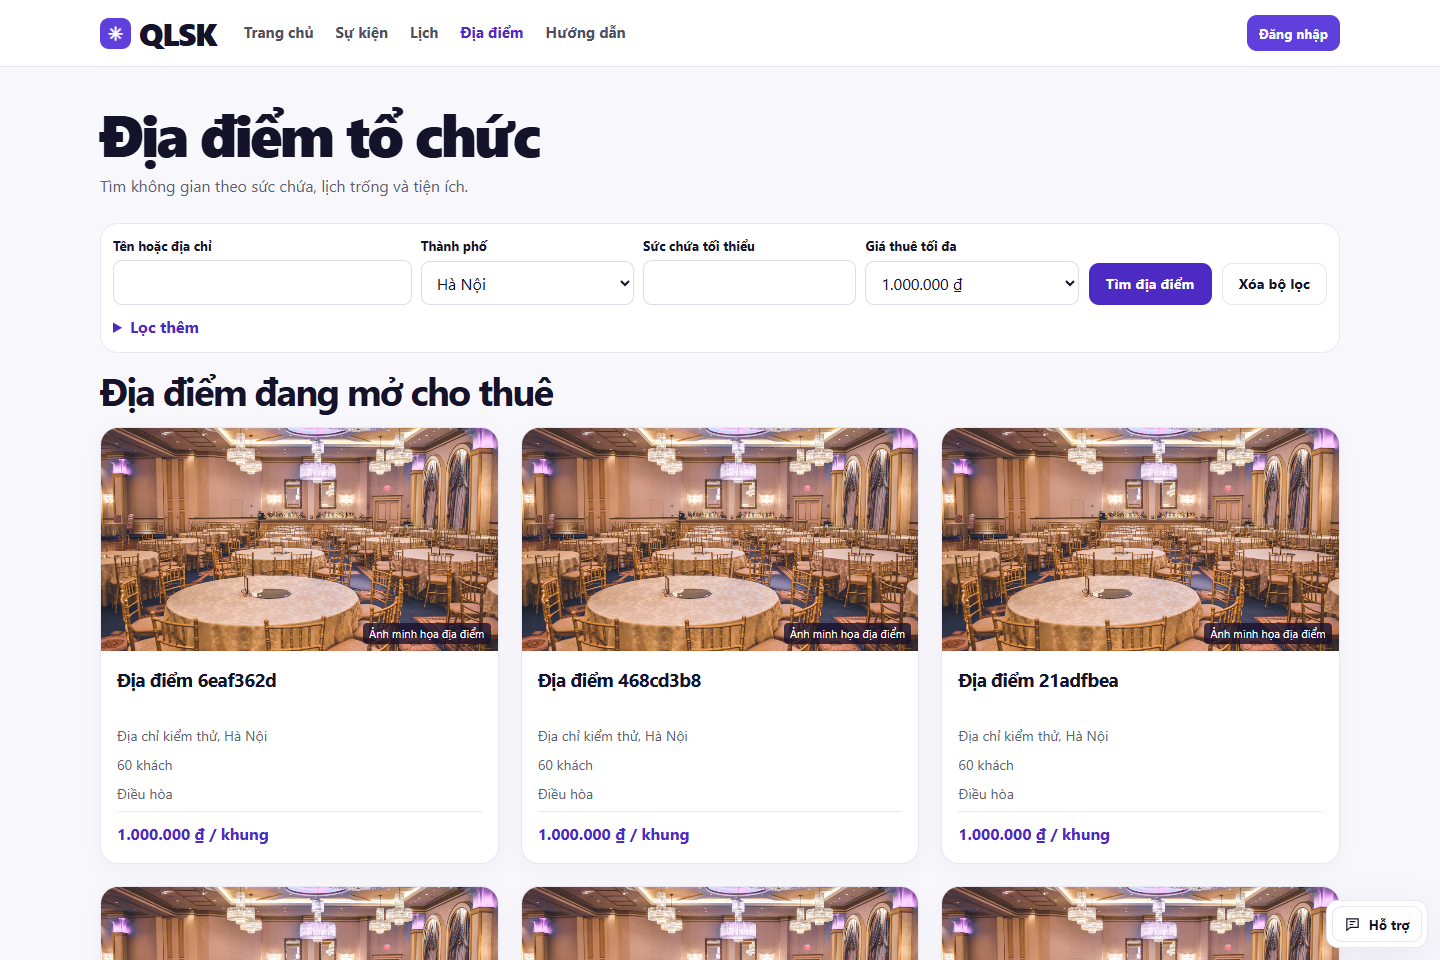 QLSK
Trang chủ
Sự kiện
Lịch
Địa điểm
Hướng dẫn
Đăng nhập
Địa điểm tổ chức
Tìm không gian theo sức chứa, lịch trống và tiện ích.
Tên hoặc địa chỉ
Thành phố
Sức chứa tối thiểu
Giá thuê tối đa
Hà Nội
1.000.000 ₫
Tìm địa điểm
Xóa bộ lọc
Lọc thêm
Địa điểm đang mở cho thuê
Ảnh minh họa địa điểm
Ảnh minh họa địa điểm
Ảnh minh họa địa điểm
Địa điểm 6eaf362d
Địa chỉ kiểm thử, Hà Nội
60 khách
Điều hòa
1.000.000 ₫ / khung
Địa điểm 468cd3b8
Địa chỉ kiểm thử, Hà Nội
60 khách
Điều hòa
1.000.000 ₫ / khung
Địa điểm 21adfbea
Địa chỉ kiểm thử, Hà Nội
60 khách
Điều hòa
1.000.000 ₫ / khung
Hỗ trợ